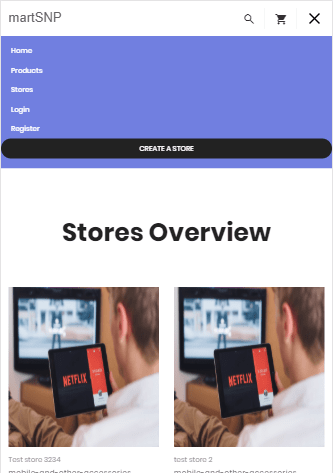 martSNP
Home
Products
Stores
Login
Register
CREATE A STORE
Stores Overview
NETFLIX
NETFLIX
Test store 3234
test store 2
mobile-and-other-accessories
mobile-and-other-accessories